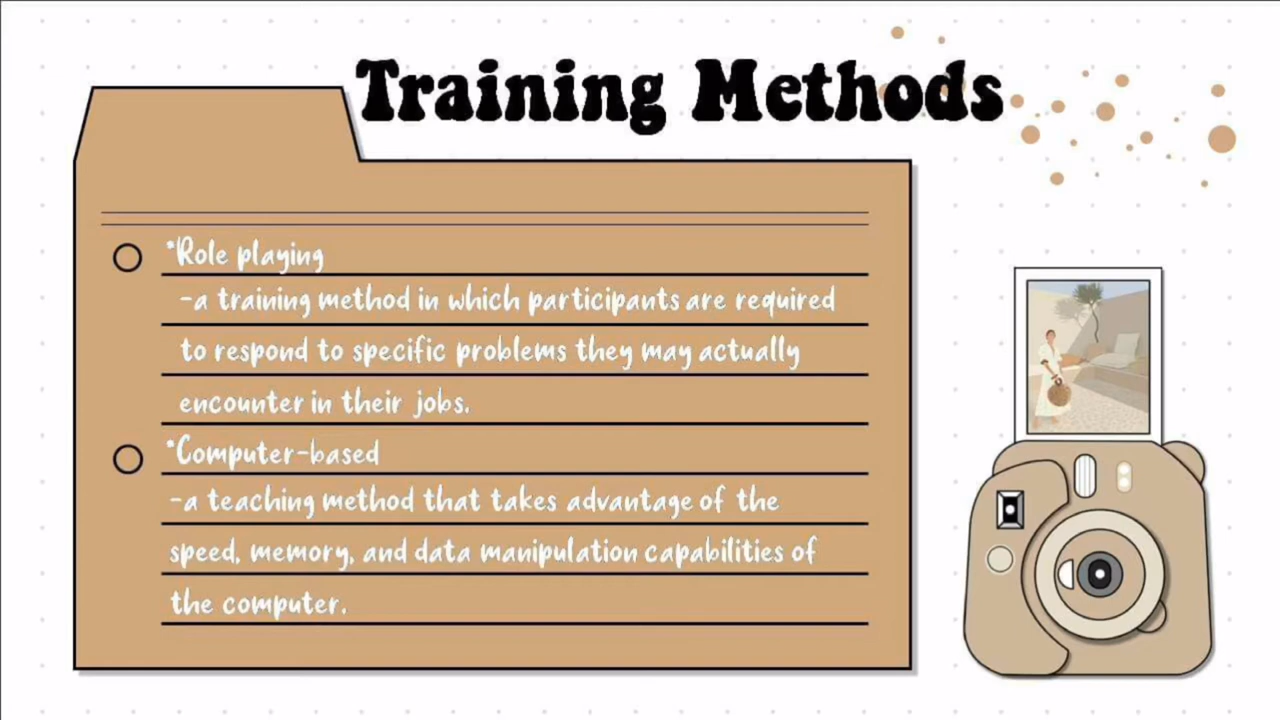 Training Methods
*Role playing
-a training method in which participants are required
to respond to specific problems they may actually
encounter in their jobs.
*Computer-based
-a teaching method that takes advantage of the
speed, memory, and data manipulation capabilities of
the computer.